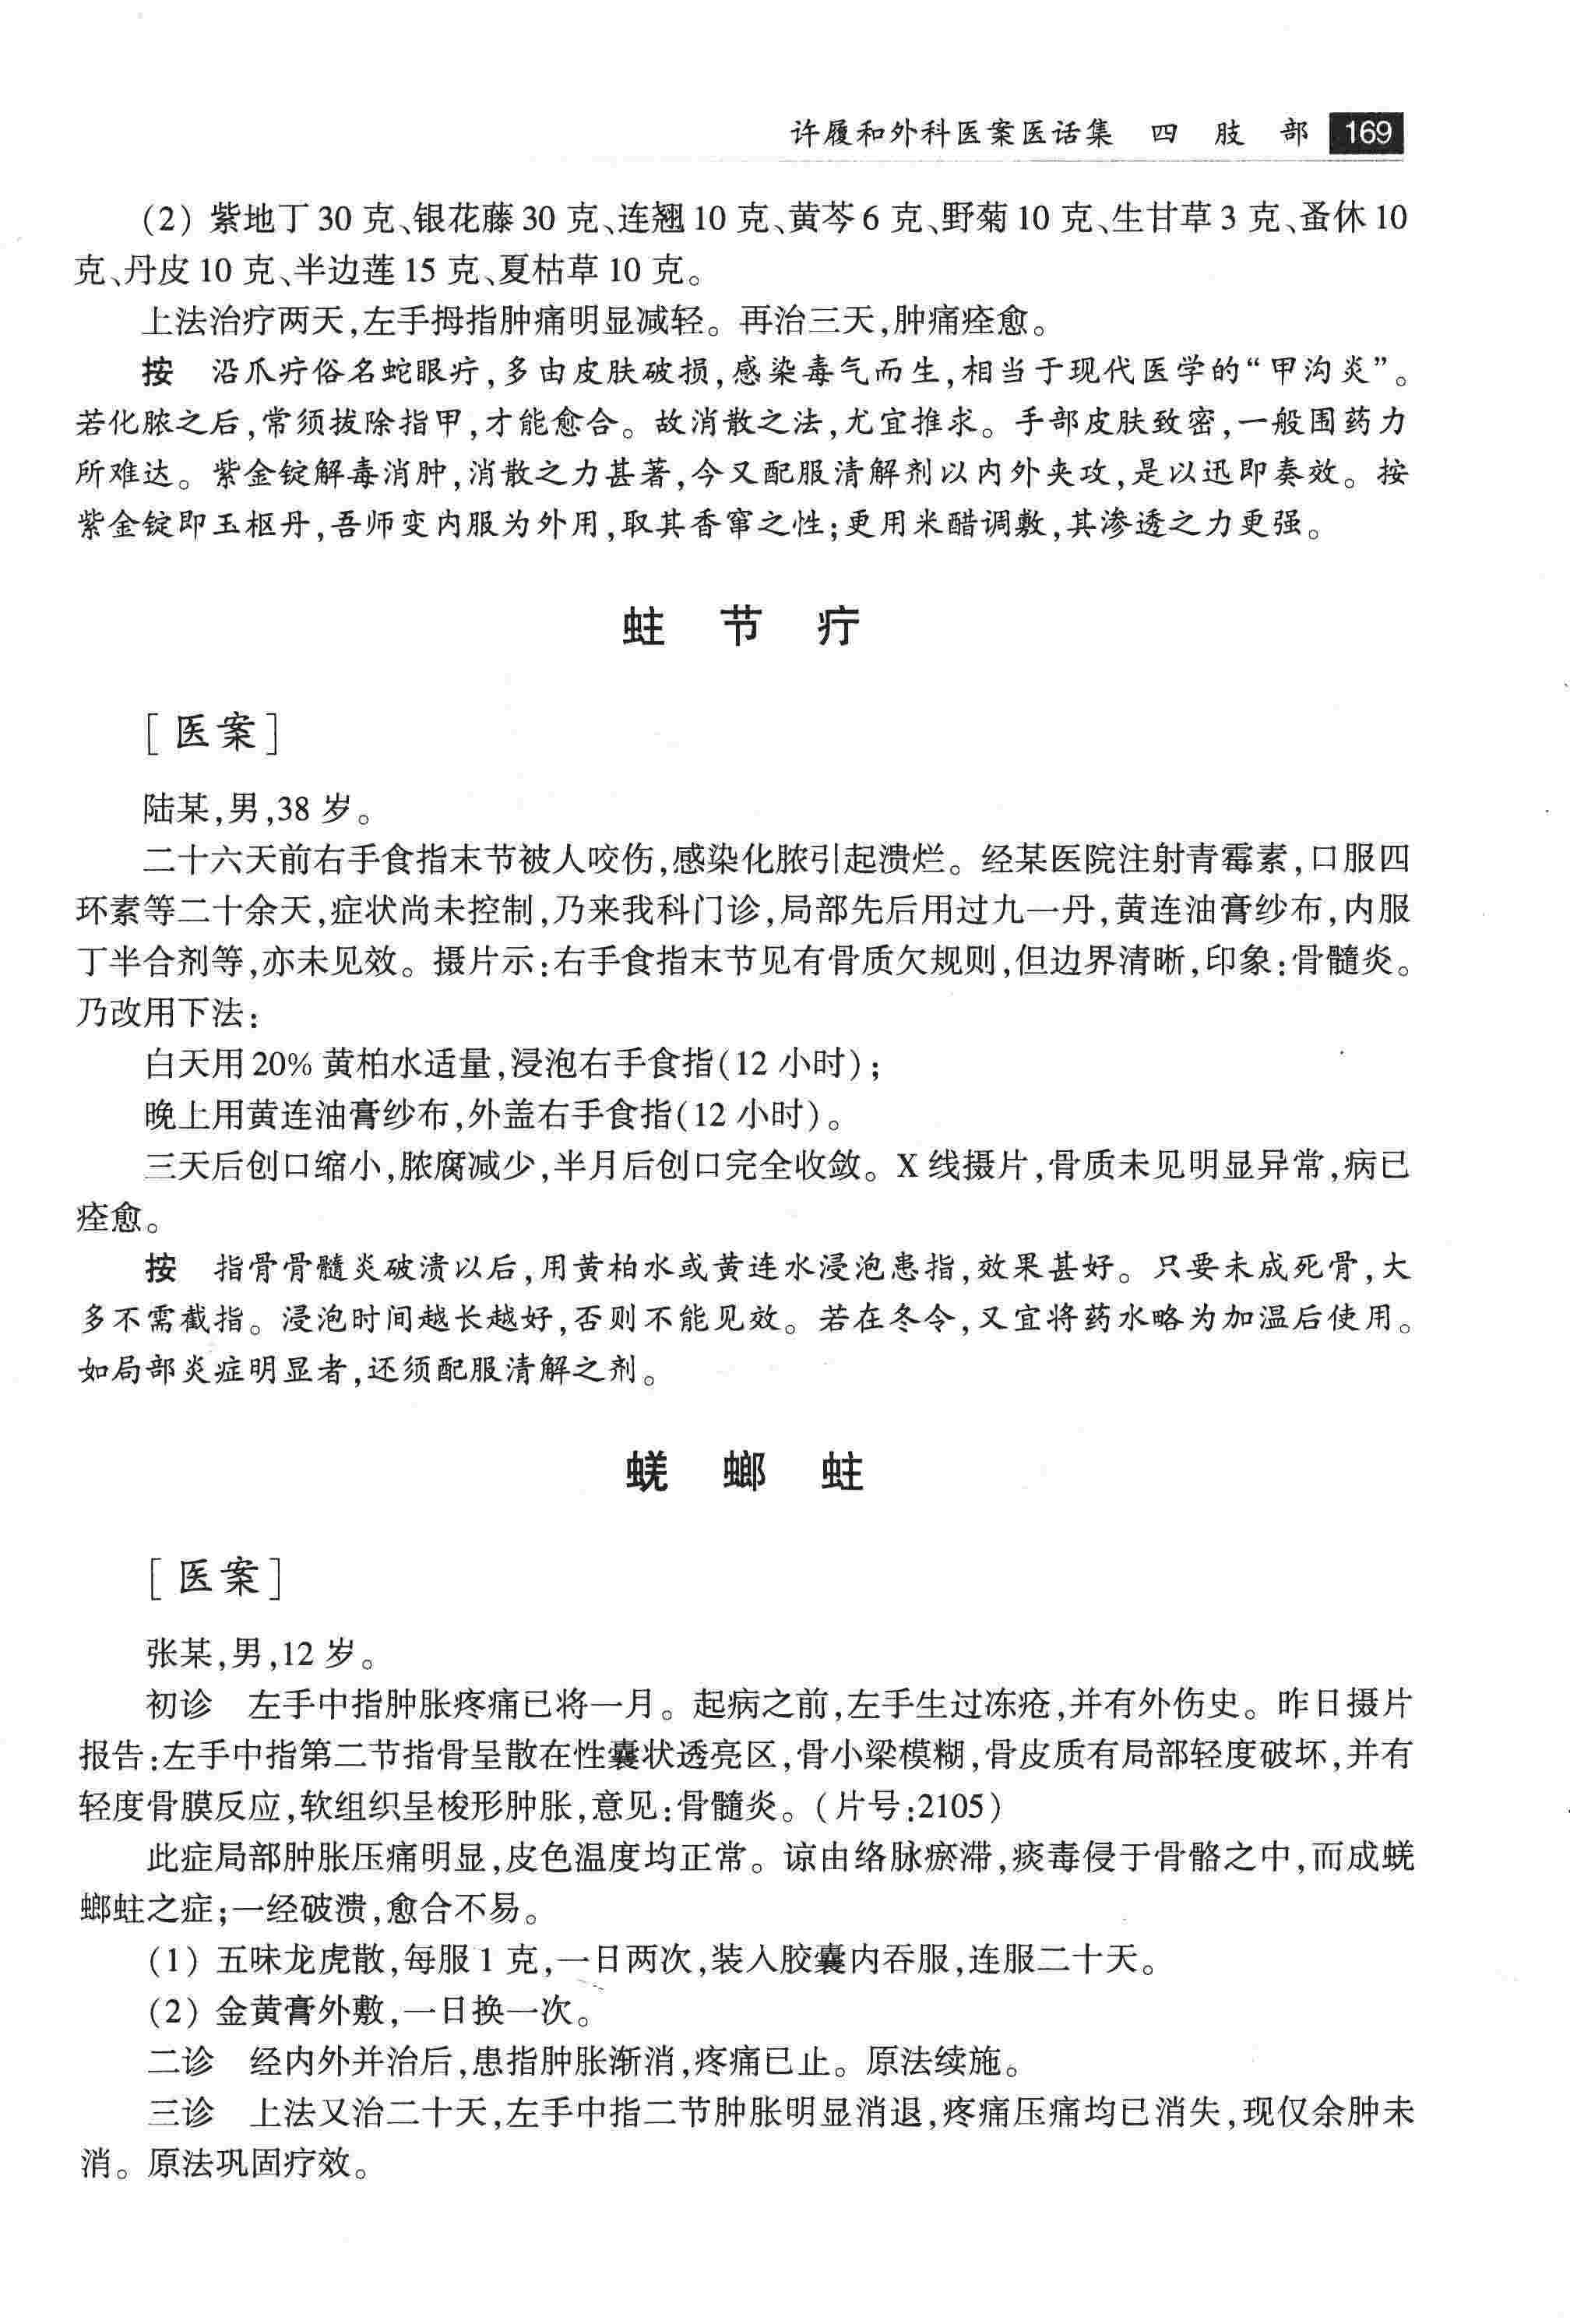 许履和外科医案医话集 四 肢 部 169
(2) 紫地丁 30 克、银花藤 30 克、连翘 10 克、黄芩 6 克、野菊 10 克、生甘草 3 克、蚤休 10
克、丹皮 10 克、半边莲 15 克、夏枯草 10 克。
上法治疗两天,左手拇指肿痛明显减轻。再治三天,肿痛痊愈。
按 沿爪疔俗名蛇眼疔,多由皮肤破损,感染毒气而生,相当于现代医学的“甲沟炎”。
若化脓之后,常须拔除指甲,才能愈合。故消散之法,尤宜推求。手部皮肤致密,一般围药力
所难达。紫金锭解毒消肿,消散之力甚著,今又配服清解剂以内外夹攻,是以迅即奏效。按
紫金锭即玉枢丹,吾师变内服为外用,取其香窜之性;更用米醋调敷,其渗透之力更强。
蛀 节 疔
[医案]
陆某,男,38 岁。
二十六天前右手食指末节被人咬伤,感染化脓引起溃烂。经某医院注射青霉素,口服四
环素等二十余天,症状尚未控制,乃来我科门诊,局部先后用过九一丹,黄连油膏纱布,内服
丁半合剂等,亦未见效。摄片示:右手食指末节见有骨质欠规则,但边界清晰,印象:骨髓炎。
乃改用下法:
白天用 20% 黄柏水适量,浸泡右手食指(12 小时);
晚上用黄连油膏纱布,外盖右手食指(12 小时)。
三天后创口缩小,脓腐减少,半月后创口完全收敛。X 线摄片,骨质未见明显异常,病已
痊愈。
按 指骨骨髓炎破溃以后,用黄柏水或黄连水浸泡患指,效果甚好。只要未成死骨,大
多不需截指。浸泡时间越长越好,否则不能见效。若在冬令,又宜将药水略为加温后使用。
如局部炎症明显者,还须配服清解之剂。
蜣 螂 蛀
[医案]
张某,男,12 岁。
初诊 左手中指肿胀疼痛已将一月。起病之前,左手生过冻疮,并有外伤史。昨日摄片
报告:左手中指第二节指骨呈散在性囊状透亮区,骨小梁模糊,骨皮质有局部轻度破坏,并有
轻度骨膜反应,软组织呈梭形肿胀,意见:骨髓炎。(片号:2105)
此症局部肿胀压痛明显,皮色温度均正常。谅由络脉瘀滞,痰毒侵于骨骼之中,而成蜣
螂蛀之症;一经破溃,愈合不易。
(1) 五味龙虎散,每服 1 克,一日两次,装入胶囊内吞服,连服二十天。
(2) 金黄膏外敷,一日换一次。
二诊 经内外并治后,患指肿胀渐消,疼痛已止。原法续施。
三诊 上法又治二十天,左手中指二节肿胀明显消退,疼痛压痛均已消失,现仅余肿未
消。原法巩固疗效。